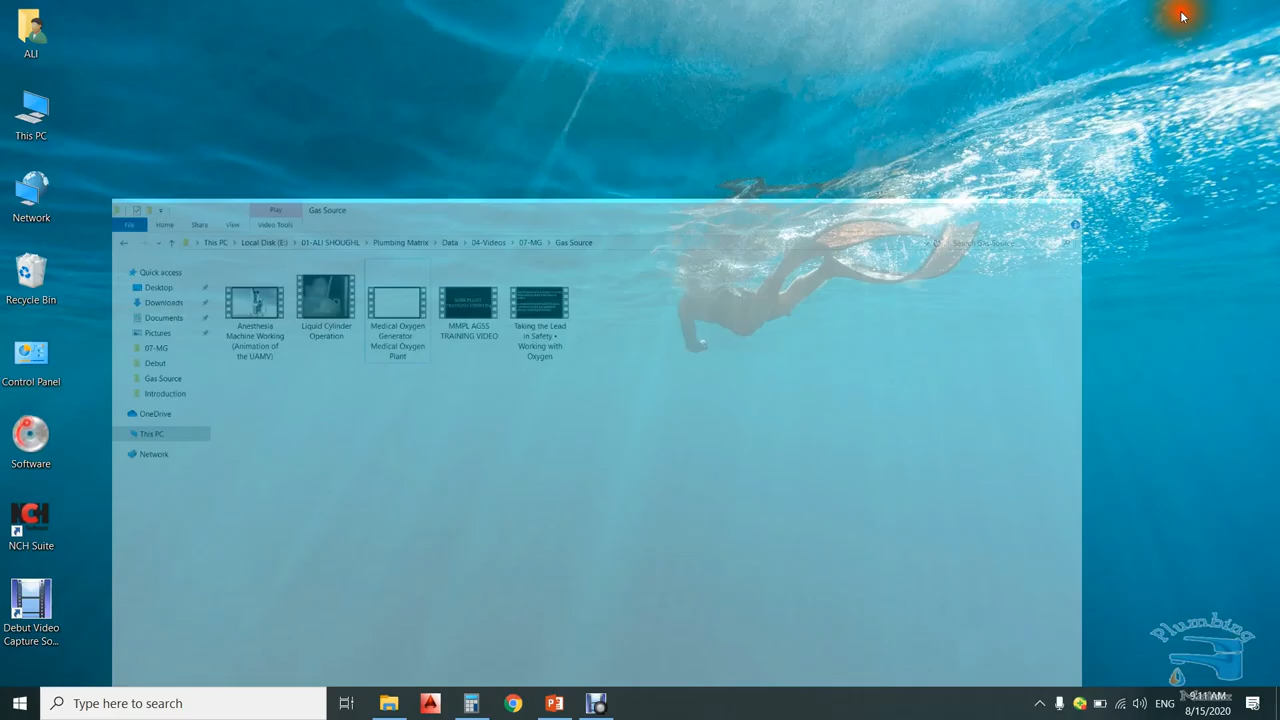 ALI
This PC
Network
Recycle Bin
Control Panel
Software
NCH
NCH Suite
Debut Video
Capture So...
Play
Gas Source
File
Home
Share
View
Video Tools
This PC
Local Disk (E:)
01-ALI SHOUGHL
Plumbing Matrix
Data
04-Videos
07-MG
Gas Source
Search Gas Source
Quick access
Desktop
Downloads
Documents
Pictures
07-MG
Debut
Gas Source
Introduction
OneDrive
This PC
Network
Anesthesia
Machine Working
(Animation of
the UAMV)
Liquid Cylinder
Operation
Medical Oxygen
Generator
Medical Oxygen
Plant
MMPL AGSS
TRAINING VIDEO
Taking the Lead
in Safety •
Working with
Oxygen
Plumbing
Matrix
Type here to search
ENG
9:11 AM
8/15/2020